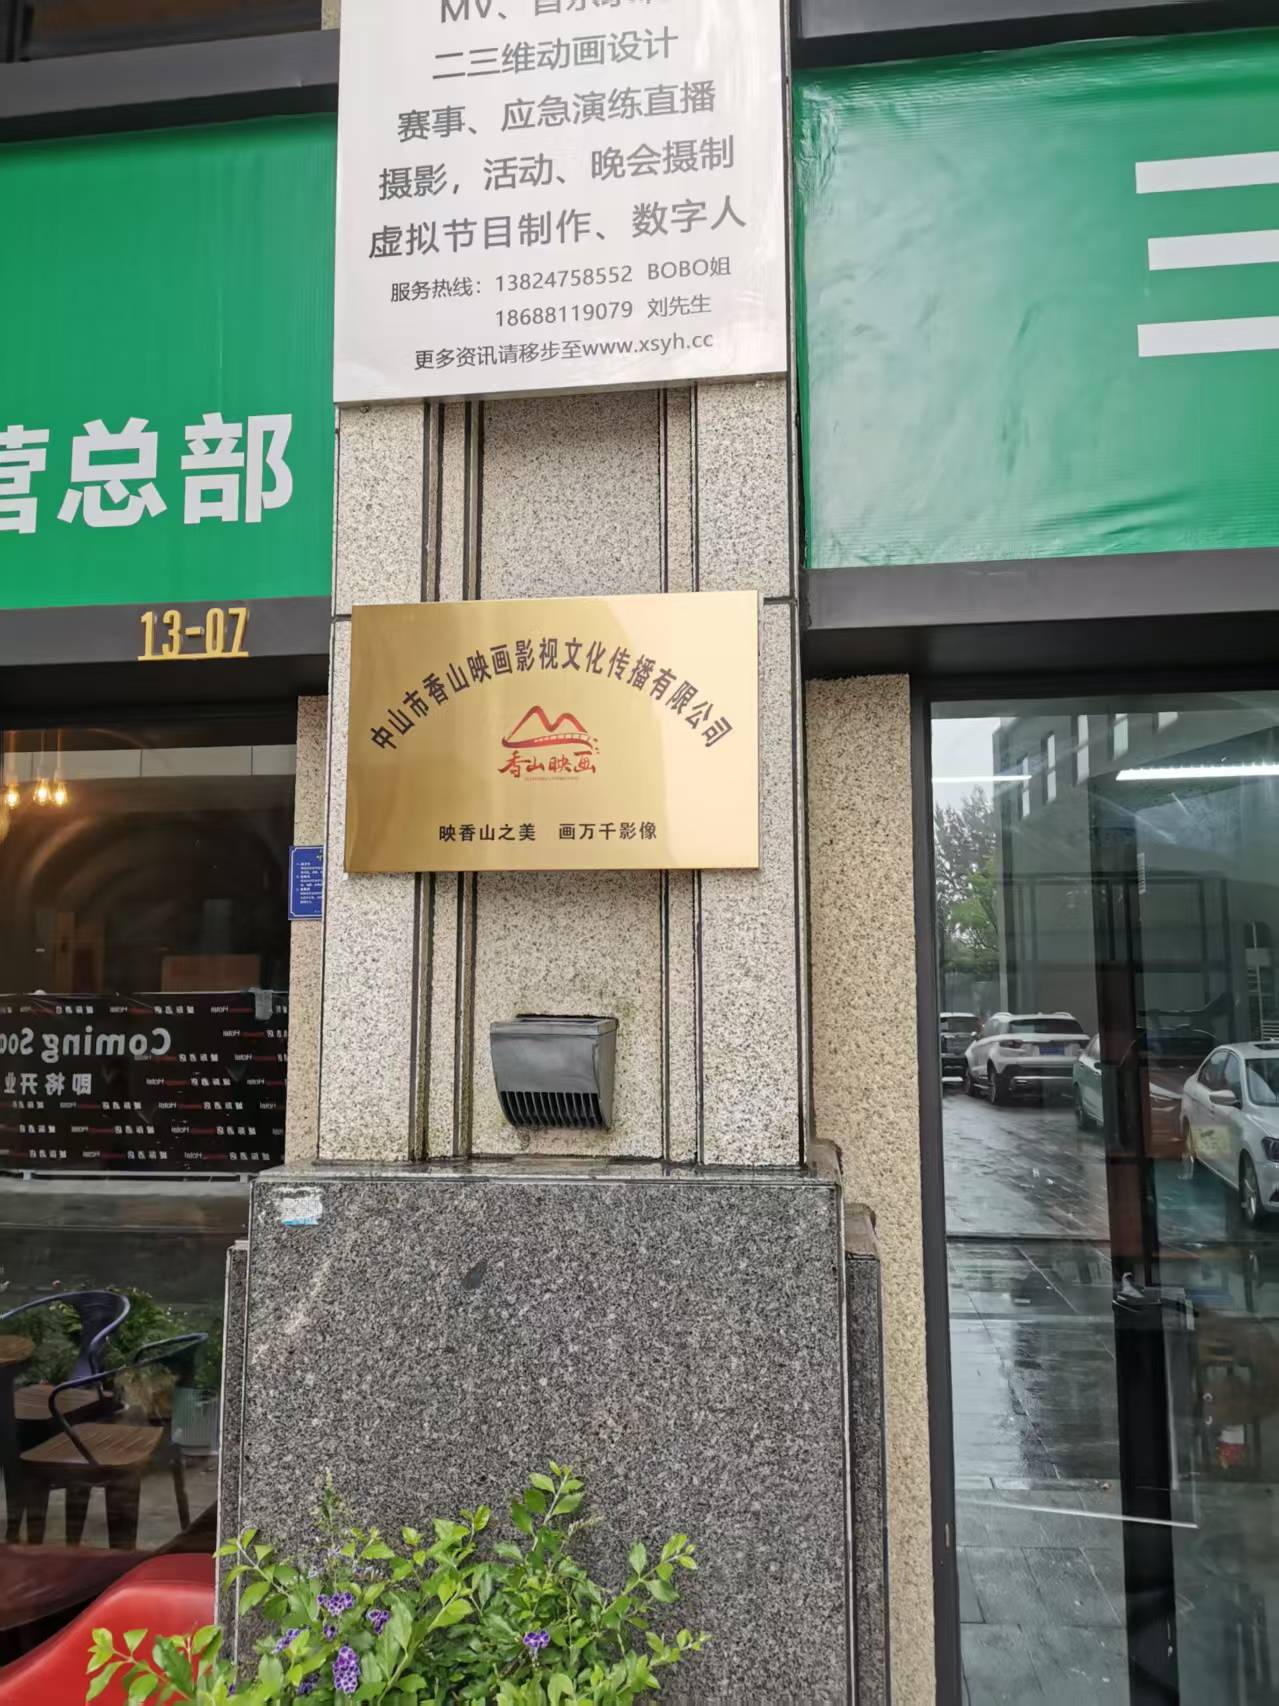 MV、音乐
二三维动画设计
赛事、应急演练直播
摄影，活动、晚会摄制
虚拟节目制作、数字人
服务热线：13824758552 BOBO姐
18688119079 刘先生
更多资讯请移步至www.xsyh.cc
营总部
三
13-07
中山市香山映画影视文化传播有限公司
香山映画
映香山之美 画万千影像
Coming Soo
即将开业